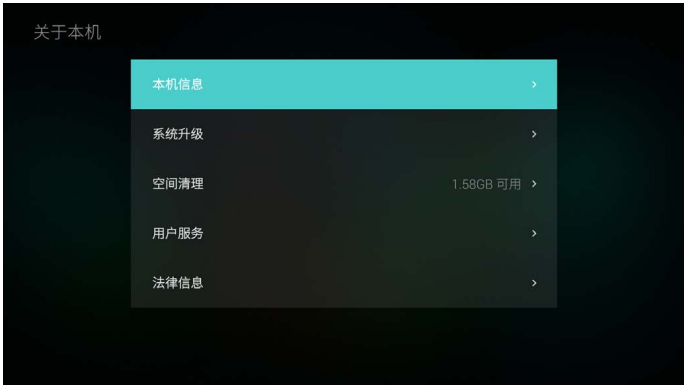 关于本机
本机信息
系统升级
空间清理 1.58GB 可用
用户服务
法律信息